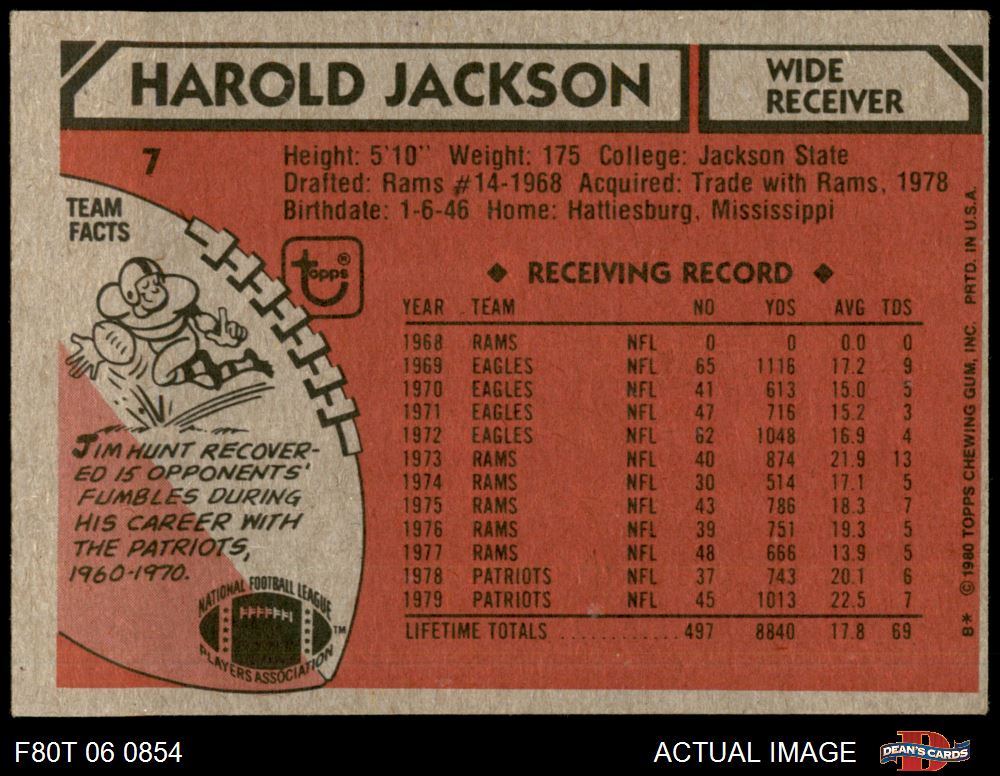 HAROLD JACKSON
WIDE
RECEIVER
7
Height: 5'10" Weight: 175 College: Jackson State
Drafted: Rams #14-1968 Acquired: Trade with Rams, 1978
Birthdate: 1-6-46 Home: Hattiesburg, Mississippi
TEAM
FACTS
topps ®
◆ RECEIVING RECORD ◆
YEAR TEAM NO YDS AVG TDS
1968 RAMS NFL 0 0 0.0 0
1969 EAGLES NFL 65 1116 17.2 9
1970 EAGLES NFL 41 613 15.0 5
1971 EAGLES NFL 47 716 15.2 3
1972 EAGLES NFL 62 1048 16.9 4
1973 RAMS NFL 40 874 21.9 13
1974 RAMS NFL 30 514 17.1 5
1975 RAMS NFL 43 786 18.3 7
1976 RAMS NFL 39 751 19.3 5
1977 RAMS NFL 48 666 13.9 5
1978 PATRIOTS NFL 37 743 20.1 6
1979 PATRIOTS NFL 45 1013 22.5 7
LIFETIME TOTALS ............ 497 8840 17.8 69
JIM HUNT RECOVER-
ED 15 OPPONENTS'
FUMBLES DURING
HIS CAREER WITH
THE PATRIOTS,
1960-1970.
NATIONAL FOOTBALL LEAGUE
PLAYERS ASSOCIATION
TM
B* © 1980 TOPPS CHEWING GUM, INC. PRTD. IN U.S.A.
F80T 06 0854
ACTUAL IMAGE
D
DEAN'S CARDS